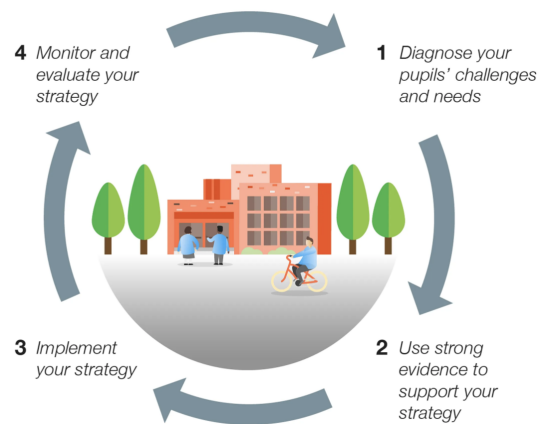 1 Diagnose your
pupils’ challenges
and needs
2 Use strong
evidence to
support your
strategy
3 Implement
your strategy
4 Monitor and
evaluate your
strategy